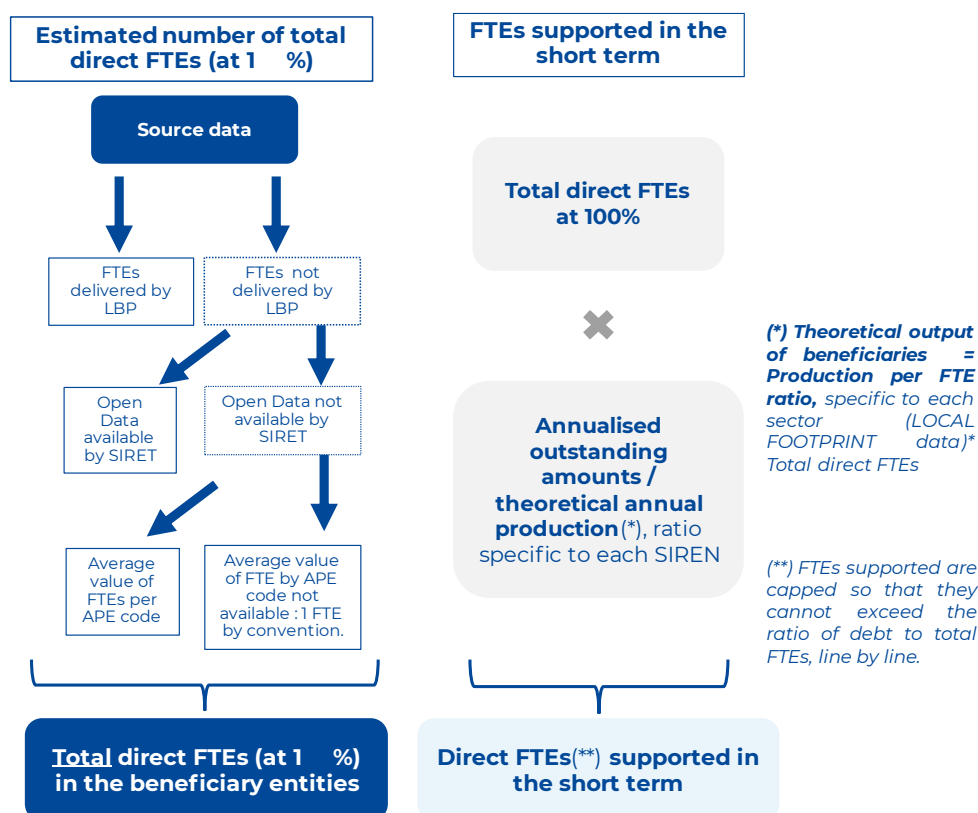 Estimated number of total
direct FTEs (at 1 %)
Source data
FTEs
delivered by
LBP
FTEs not
delivered by
LBP
Open
Data
available
by SIRET
Open Data not
available by
SIRET
Average
value of
FTEs per
APE code
Average value
of FTE by APE
code not
available : 1 FTE
by convention.
Total direct FTEs (at 1 %)
in the beneficiary entities
FTEs supported in the
short term
Total direct FTEs
at 100%
Annualised
outstanding
amounts /
theoretical annual
production(*), ratio
specific to each SIREN
Direct FTEs(**) supported in
the short term
(*) Theoretical output
of beneficiaries =
Production per FTE
ratio, specific to each
sector (LOCAL
FOOTPRINT data)*
Total direct FTEs
(**) FTEs supported are
capped so that they
cannot exceed the
ratio of debt to total
FTEs, line by line.